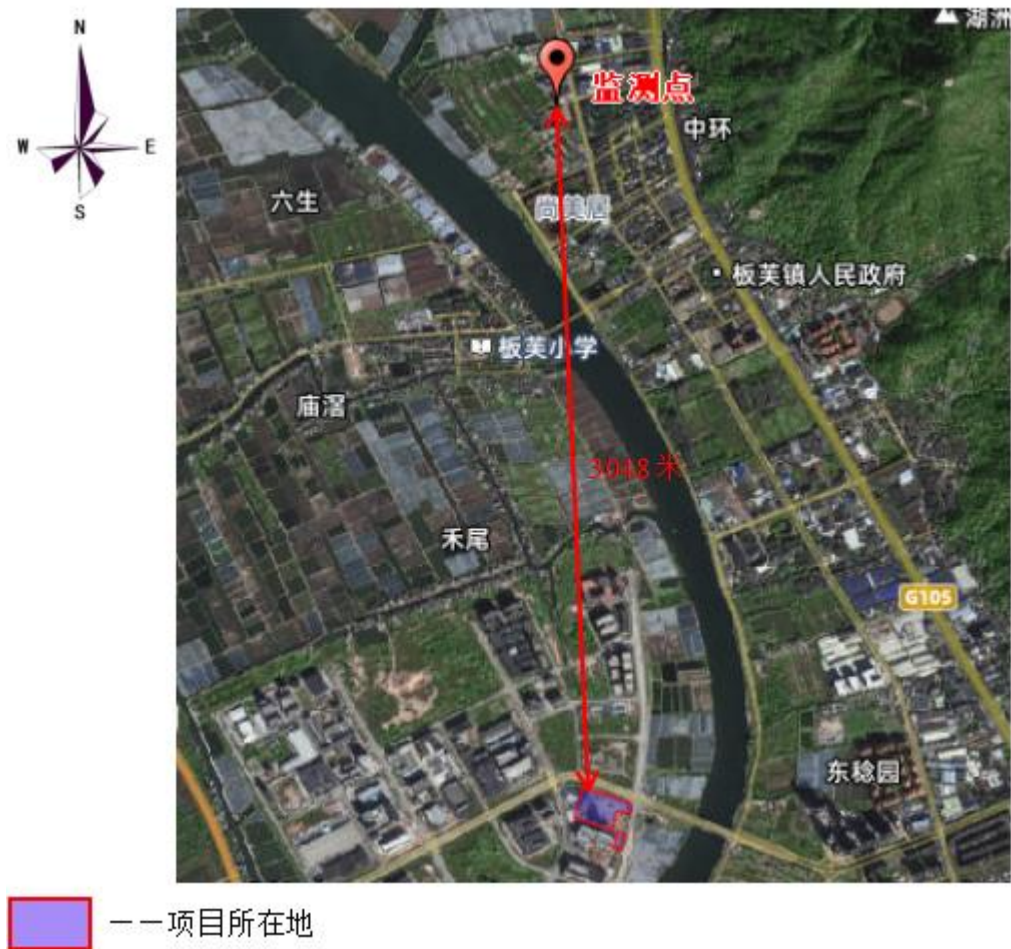 N
W
E
S
湖洲
监测点
中环
六生
尚美居
板芙镇人民政府
板芙小学
庙滘
3048 米
禾尾
G105
东稔园
——项目所在地